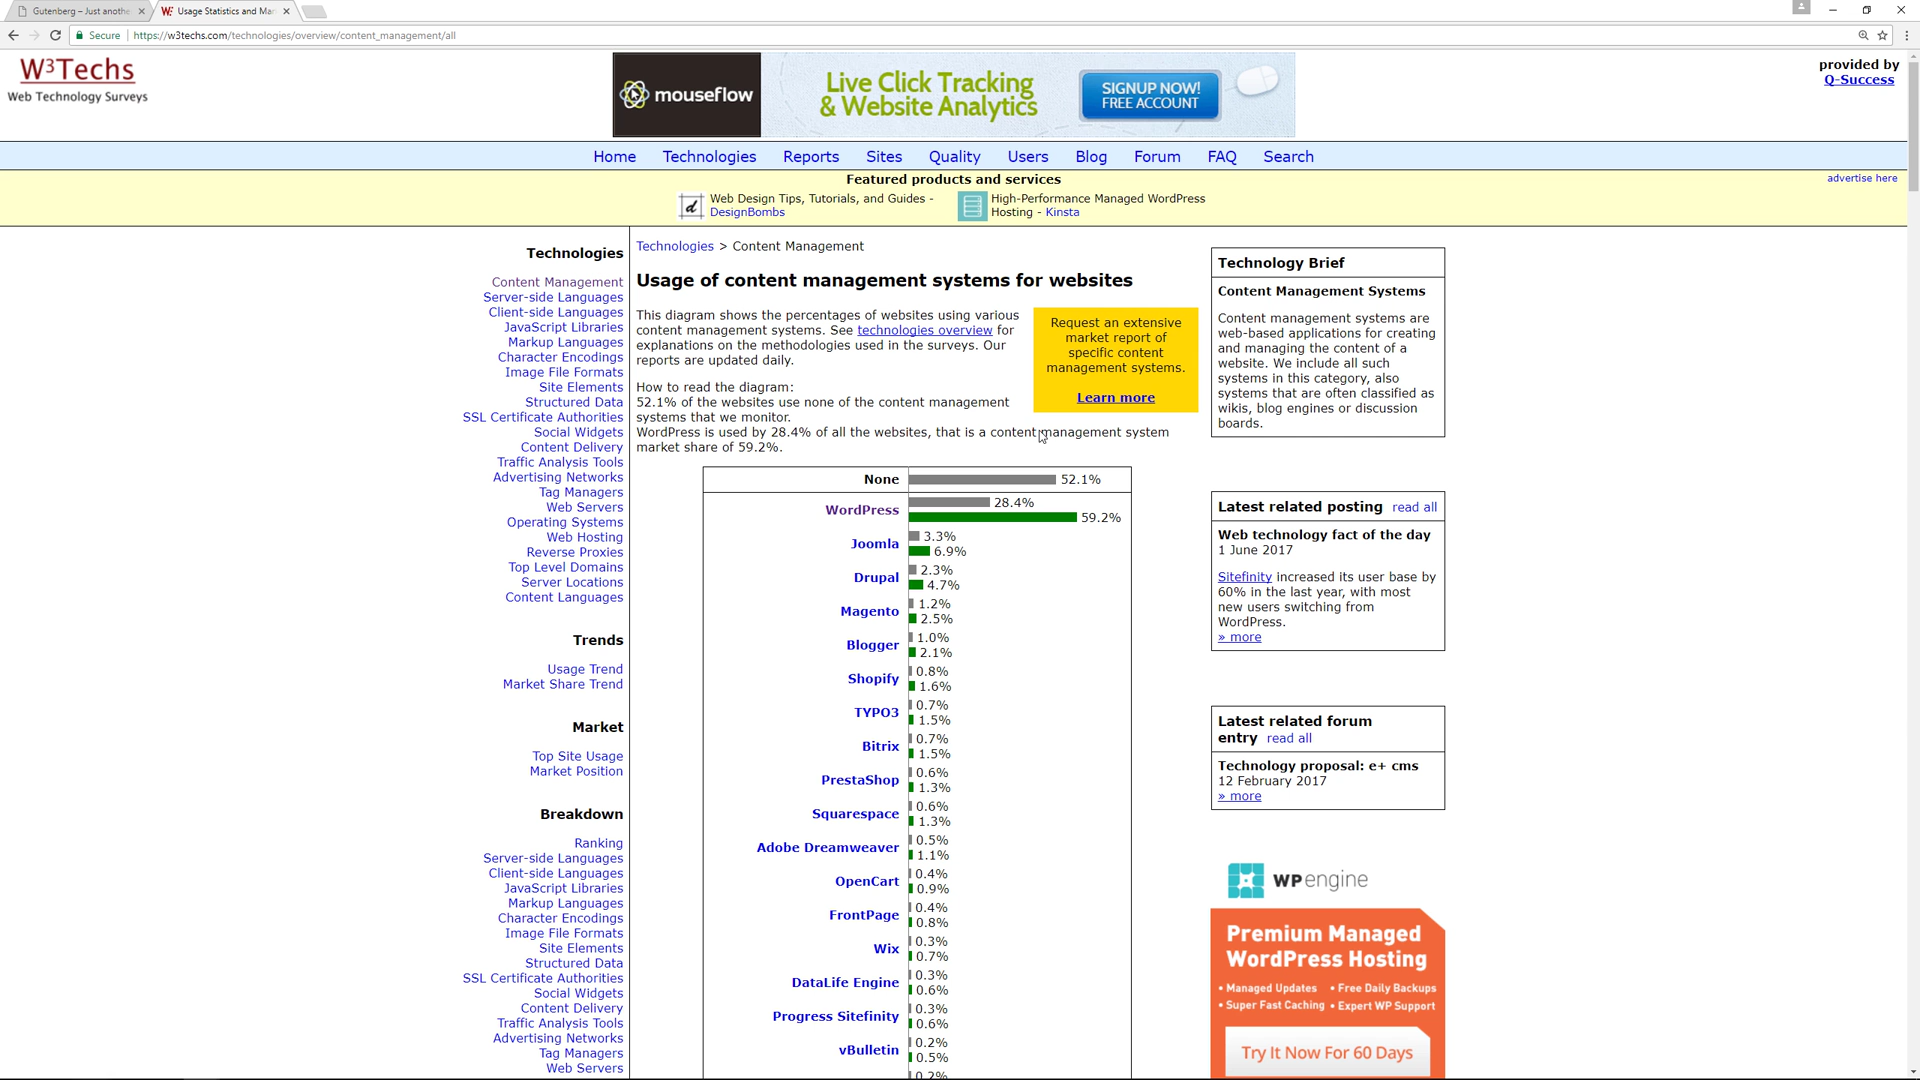 Gutenberg – Just anothe
Usage Statistics and Mar
Secure
https://w3techs.com/technologies/overview/content_management/all
W³Techs
Web Technology Surveys
mouseflow
Live Click Tracking
& Website Analytics
SIGNUP NOW!
FREE ACCOUNT
provided by
Q-Success
Home
Technologies
Reports
Sites
Quality
Users
Blog
Forum
FAQ
Search
Featured products and services
advertise here
d
Web Design Tips, Tutorials, and Guides -
DesignBombs
High-Performance Managed WordPress
Hosting - Kinsta
Technologies
Content Management
Server-side Languages
Client-side Languages
JavaScript Libraries
Markup Languages
Character Encodings
Image File Formats
Site Elements
Structured Data
SSL Certificate Authorities
Social Widgets
Content Delivery
Traffic Analysis Tools
Advertising Networks
Tag Managers
Web Servers
Operating Systems
Web Hosting
Reverse Proxies
Top Level Domains
Server Locations
Content Languages
Trends
Usage Trend
Market Share Trend
Market
Top Site Usage
Market Position
Breakdown
Ranking
Server-side Languages
Client-side Languages
JavaScript Libraries
Markup Languages
Character Encodings
Image File Formats
Site Elements
Structured Data
SSL Certificate Authorities
Social Widgets
Content Delivery
Traffic Analysis Tools
Advertising Networks
Tag Managers
Web Servers
Technologies > Content Management
Usage of content management systems for websites
This diagram shows the percentages of websites using various
content management systems. See technologies overview for
explanations on the methodologies used in the surveys. Our
reports are updated daily.
How to read the diagram:
52.1% of the websites use none of the content management
systems that we monitor.
WordPress is used by 28.4% of all the websites, that is a content management system
market share of 59.2%.
Request an extensive
market report of
specific content
management systems.
Learn more
None 52.1%
WordPress 28.4%
59.2%
Joomla 3.3%
6.9%
Drupal 2.3%
4.7%
Magento 1.2%
2.5%
Blogger 1.0%
2.1%
Shopify 0.8%
1.6%
TYPO3 0.7%
1.5%
Bitrix 0.7%
1.5%
PrestaShop 0.6%
1.3%
Squarespace 0.6%
1.3%
Adobe Dreamweaver 0.5%
1.1%
OpenCart 0.4%
0.9%
FrontPage 0.4%
0.8%
Wix 0.3%
0.7%
DataLife Engine 0.3%
0.6%
Progress Sitefinity 0.3%
0.6%
vBulletin 0.2%
0.5%
0.2%
Technology Brief
Content Management Systems
Content management systems are
web-based applications for creating
and managing the content of a
website. We include all such
systems in this category, also
systems that are often classified as
wikis, blog engines or discussion
boards.
Latest related posting read all
Web technology fact of the day
1 June 2017
Sitefinity increased its user base by
60% in the last year, with most
new users switching from
WordPress.
» more
Latest related forum
entry read all
Technology proposal: e+ cms
12 February 2017
» more
WPengine
Premium Managed
WordPress Hosting
• Managed Updates • Free Daily Backups
• Super Fast Caching • Expert WP Support
Try It Now For 60 Days